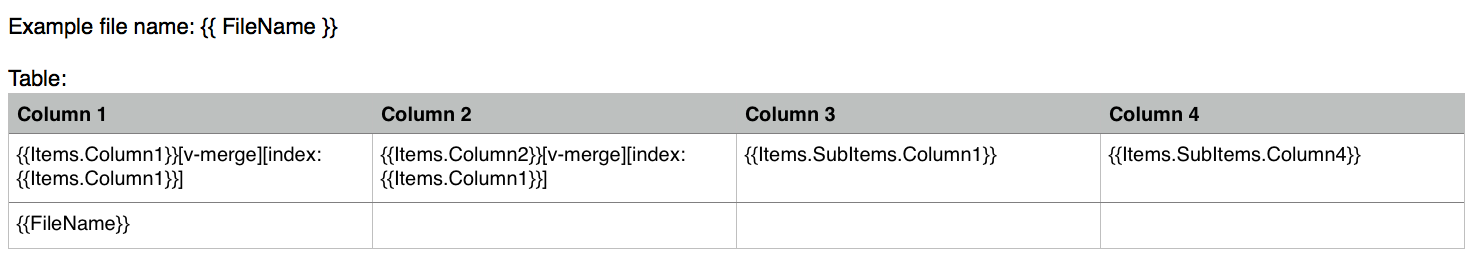 Example file name: {{ FileName }}
Table:
Column 1 Column 2 Column 3 Column 4
{{Items.Column1}}[v-merge][index: {{Items.Column2}}[v-merge][index: {{Items.SubItems.Column1}} {{Items.SubItems.Column4}}
{{Items.Column1}}] {{Items.Column1}}]
{{FileName}}